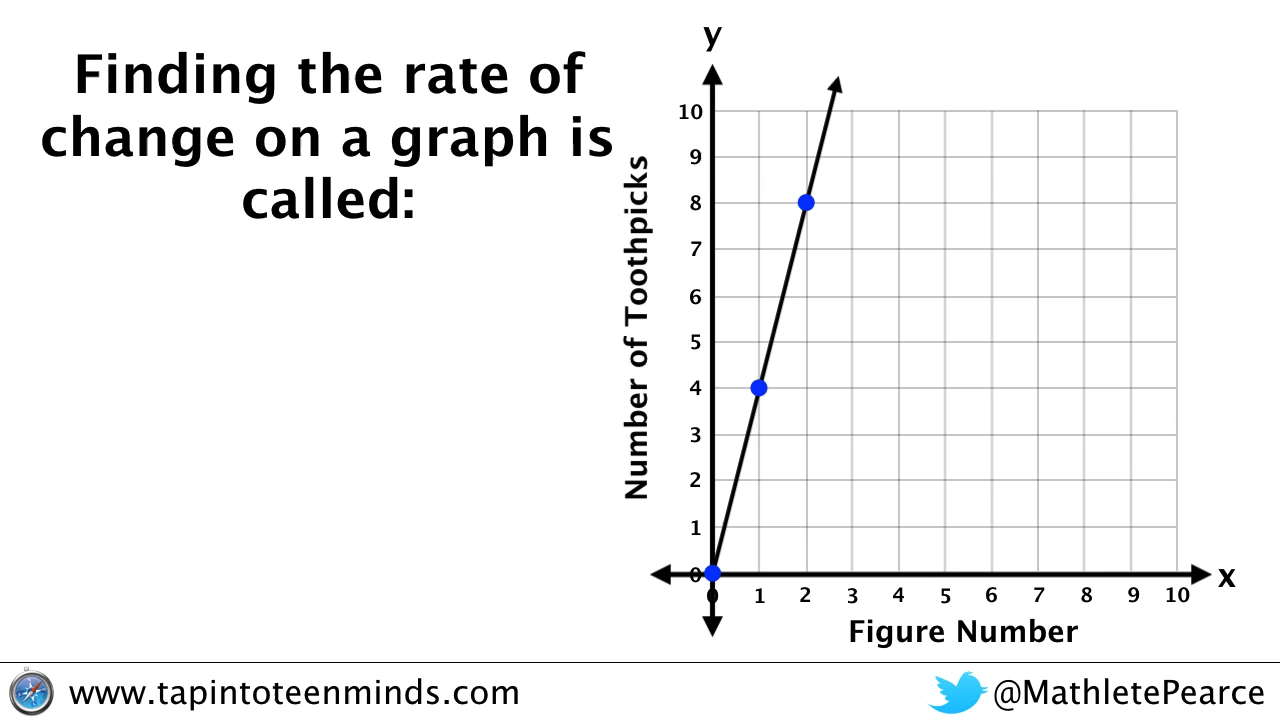 Finding the rate of
change on a graph is
called:
y
10
9
8
7
6
5
4
3
2
1
0
Number of Toothpicks
0 1 2 3 4 5 6 7 8 9 10
x
Figure Number
www.tapintoteenminds.com
@MathletePearce